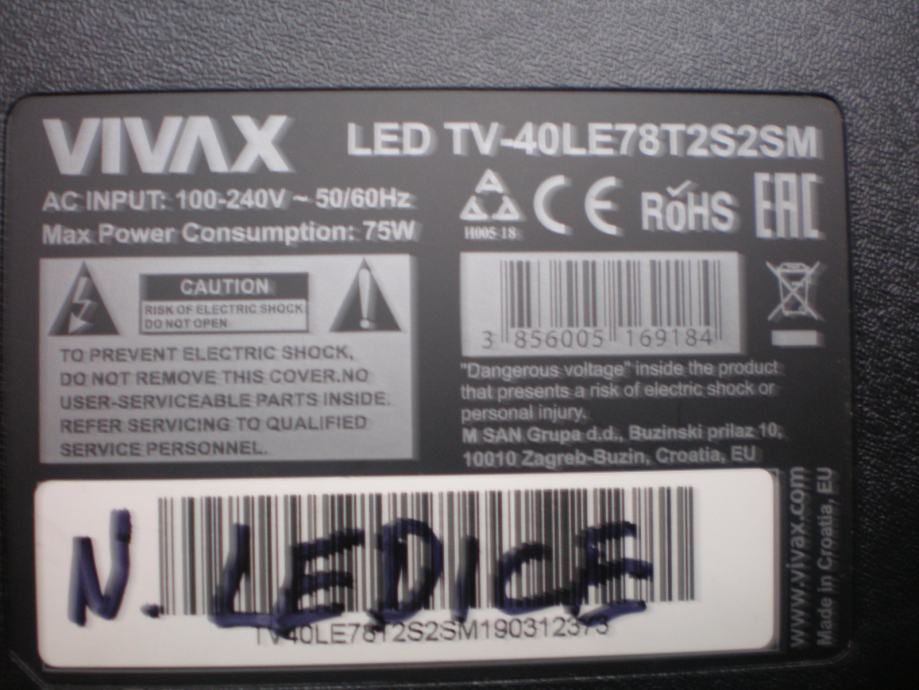 VIVAX
LED TV-40LE78T2S2SM
AC INPUT: 100-240V ~ 50/60Hz
Max Power Consumption: 75W
H005-18
CE
RoHS
EAC
CAUTION
RISK OF ELECTRIC SHOCK.
DO NOT OPEN
TO PREVENT ELECTRIC SHOCK,
DO NOT REMOVE THIS COVER.NO
USER-SERVICEABLE PARTS INSIDE.
REFER SERVICING TO QUALIFIED
SERVICE PERSONNEL.
3 856005 169184
"Dangerous voltage" inside the product
that presents a risk of electric shock or
personal injury.
M SAN Grupa d.d., Buzinski prilaz 10,
10010 Zagreb-Buzin, Croatia, EU
www.vivax.com
Made in Croatia, EU
N. LEDICE
TV40LE78T2S2SM190312373